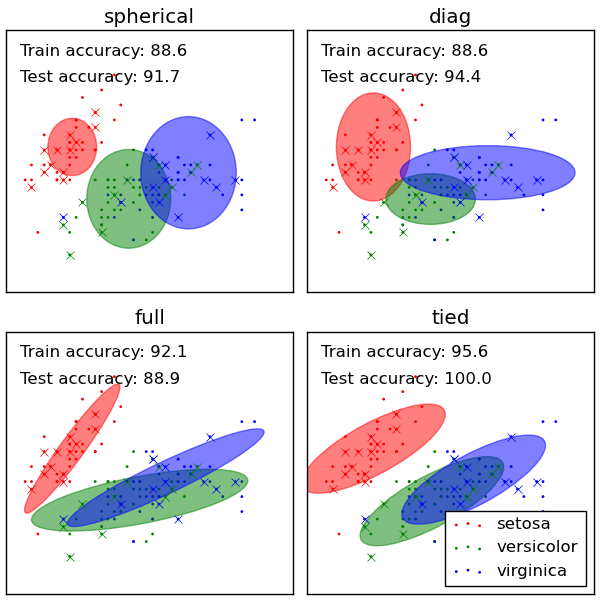 spherical
Train accuracy: 88.6
Test accuracy: 91.7
diag
Train accuracy: 88.6
Test accuracy: 94.4
full
Train accuracy: 92.1
Test accuracy: 88.9
tied
Train accuracy: 95.6
Test accuracy: 100.0
setosa
versicolor
virginica